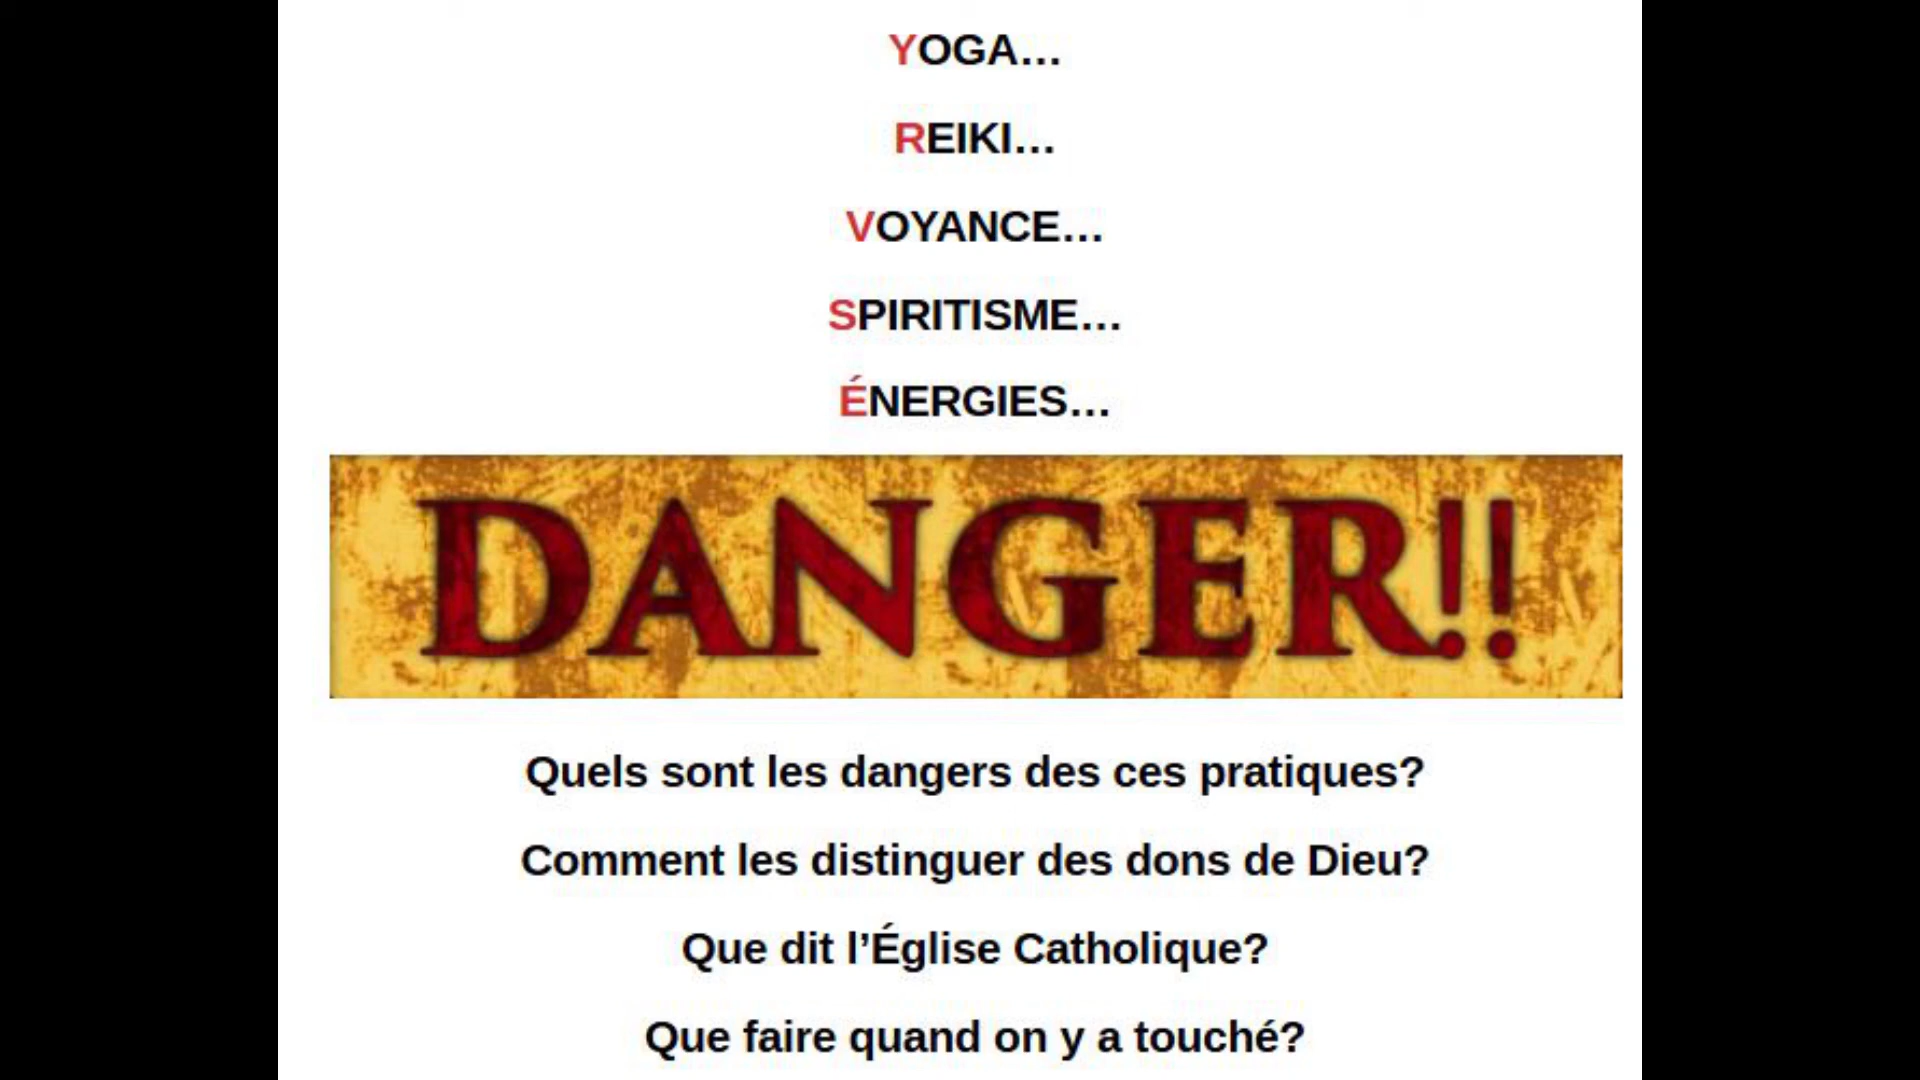 YOGA…
REIKI…
VOYANCE…
SPIRITISME…
ÉNERGIES…
DANGER!!
Quels sont les dangers des ces pratiques?
Comment les distinguer des dons de Dieu?
Que dit l’Église Catholique?
Que faire quand on y a touché?